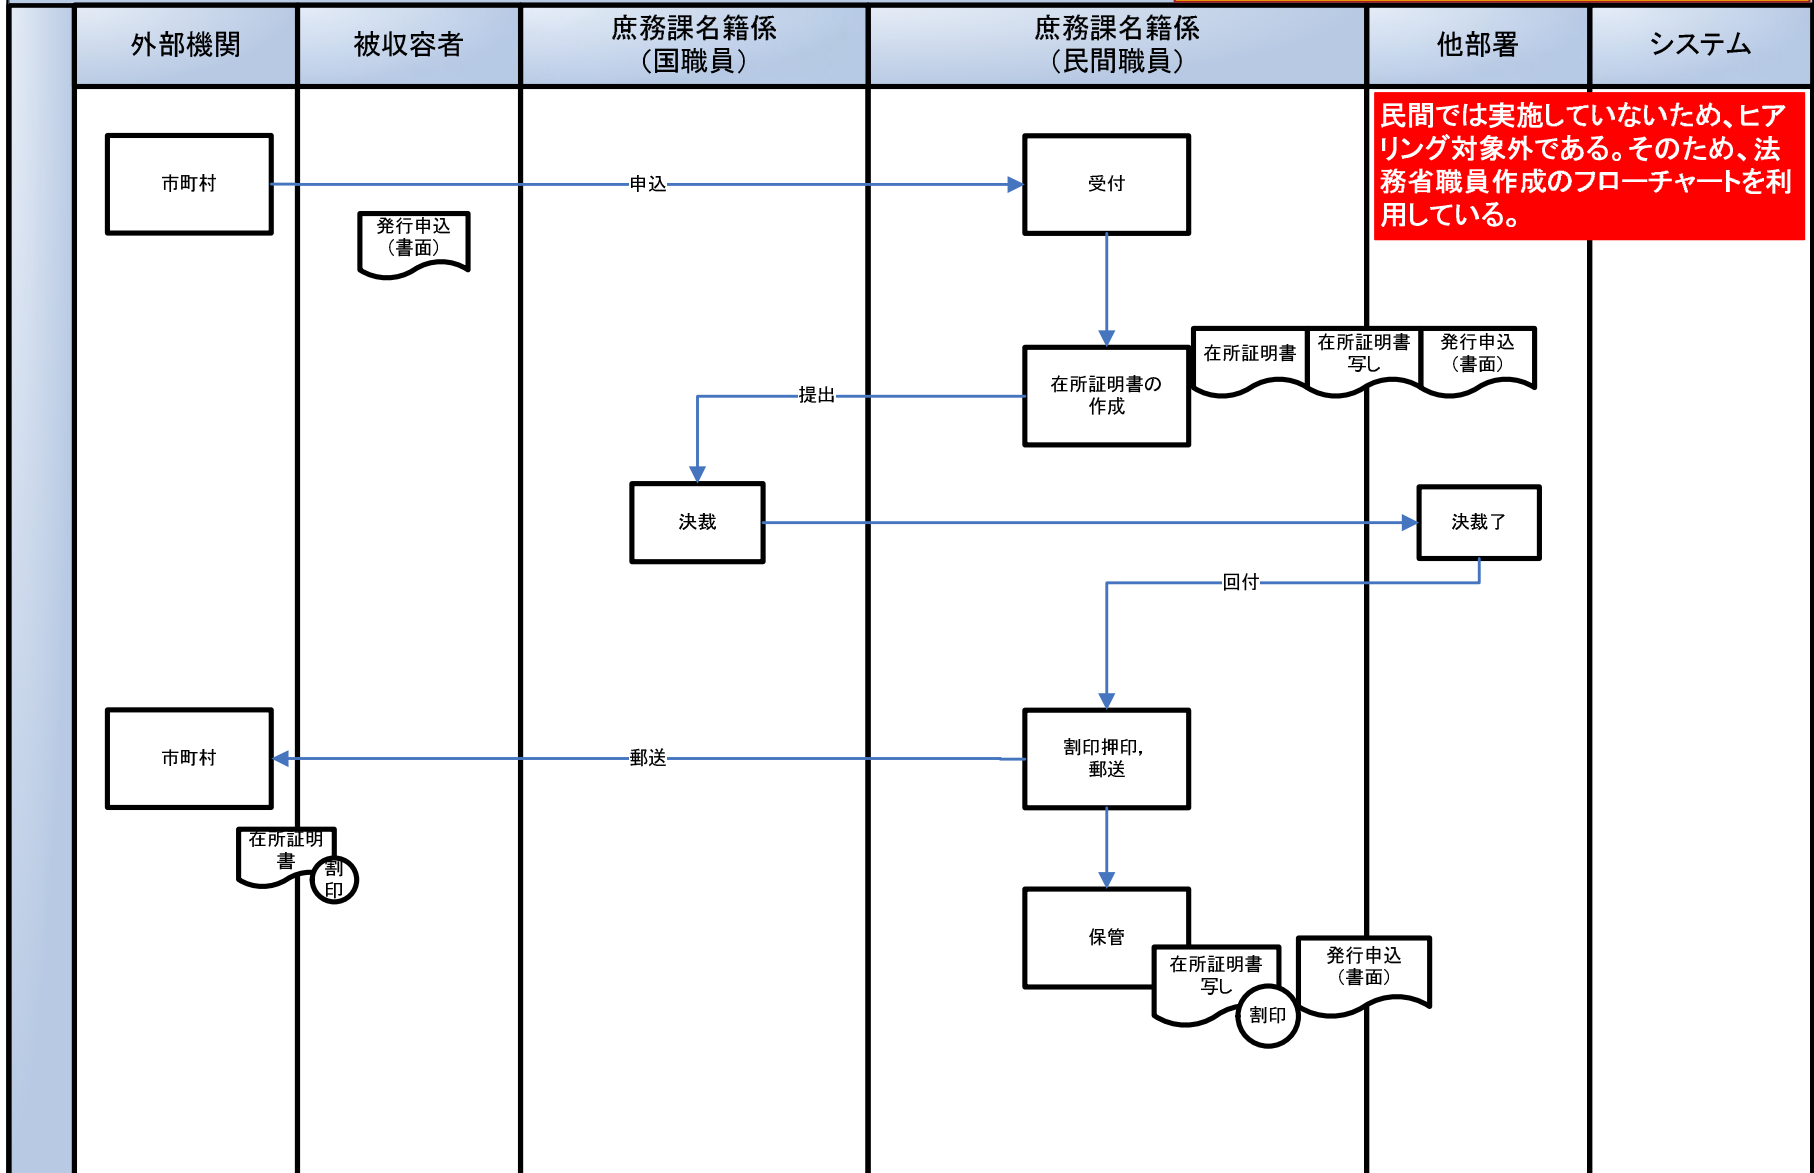 外部機関
被収容者
庶務課名籍係
（国職員）
庶務課名籍係
（民間職員）
他部署
システム
民間では実施していないため、ヒア
リング対象外である。そのため、法
務省職員作成のフローチャートを利
用している。
市町村
申込
受付
発行申込
（書面）
在所証明書の
作成
在所証明書
在所証明書
写し
発行申込
（書面）
提出
決裁
決裁了
回付
市町村
郵送
割印押印，
郵送
在所証明
書
割
印
保管
在所証明書
写し
割印
発行申込
（書面）